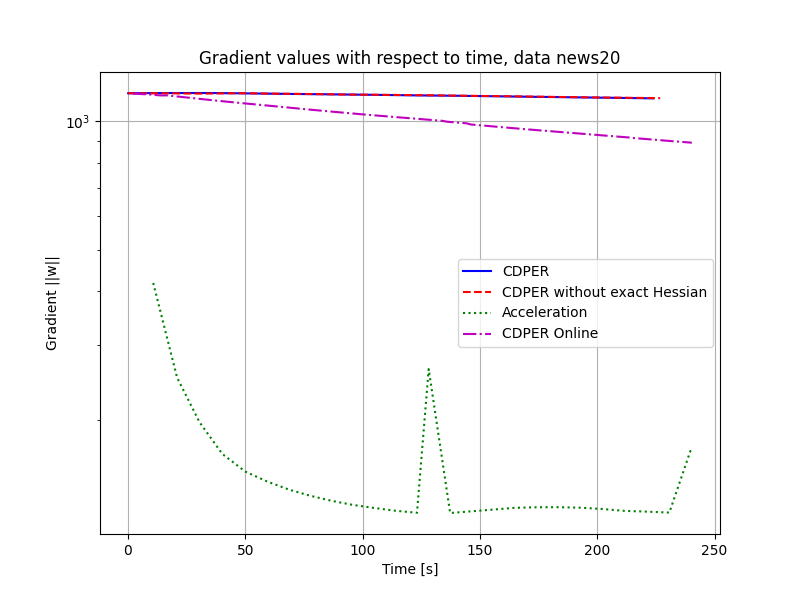 Gradient values with respect to time, data news20
10³
Gradient ||w||
CDPER
CDPER without exact Hessian
Acceleration
CDPER Online
0 50 100 150 200 250
Time [s]